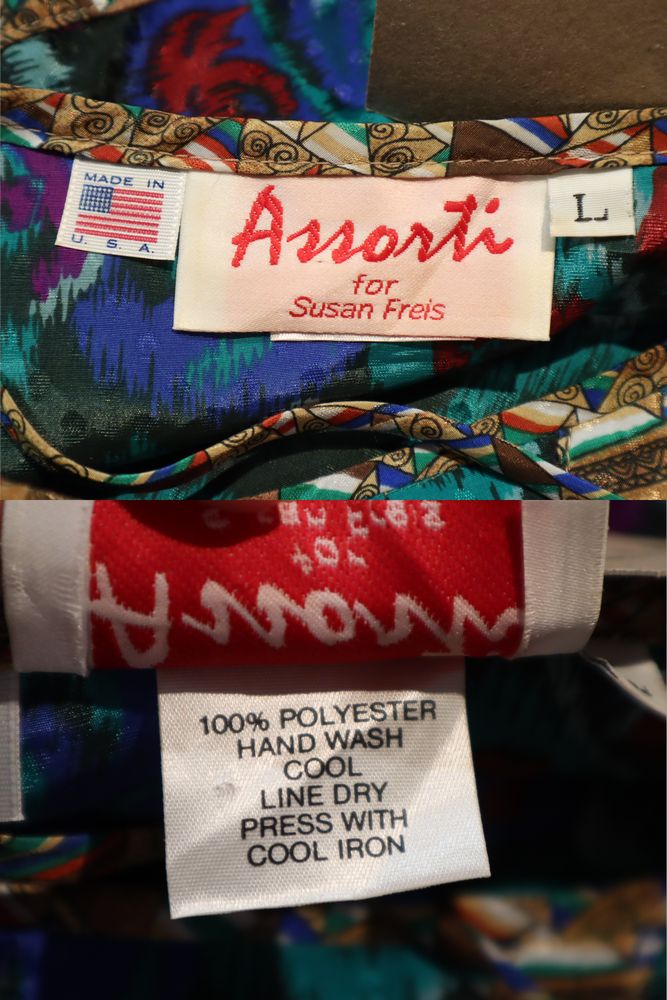 MADE IN
U. S. A.
Assorti
for
Susan Freis
L
100% POLYESTER
HAND WASH
COOL
LINE DRY
PRESS WITH
COOL IRON